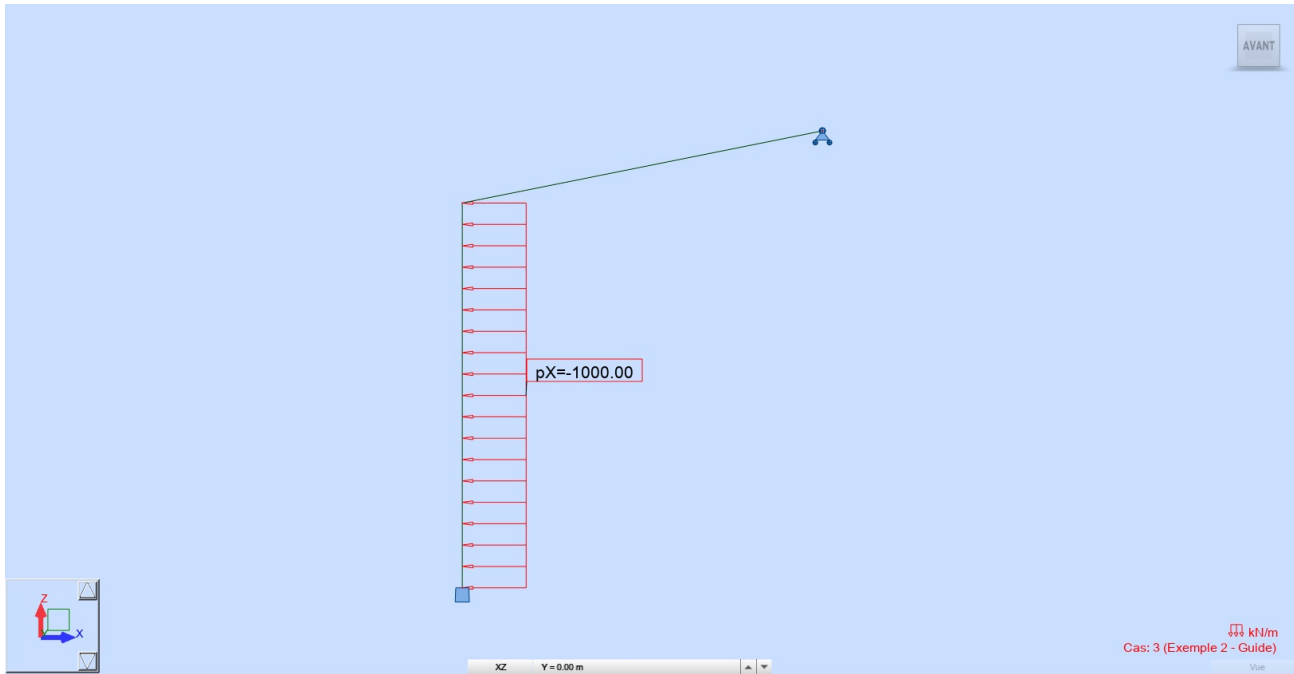 AVANT
pX=-1000.00
Z
X
kN/m
Cas: 3 (Exemple 2 - Guide)
XZ Y = 0.00 m
Vue